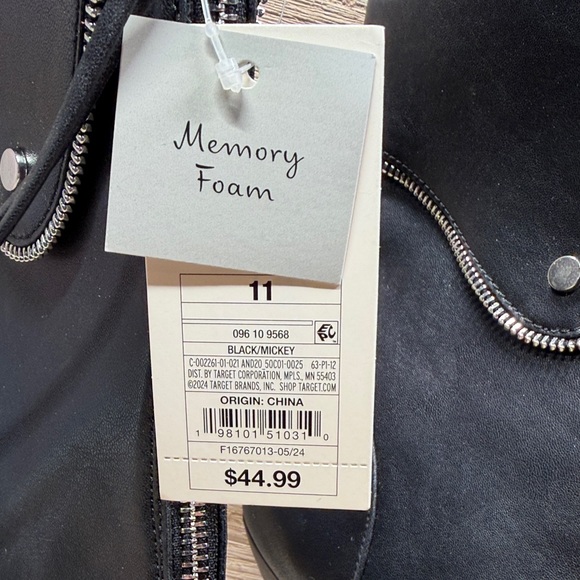 Memory
Foam
11
096 10 9568
BLACK/MICKEY
C-002261-01-021 AND20_50C01-0025 63-P1-12
DIST. BY TARGET CORPORATION, MPLS., MN 55403
©2024 TARGET BRANDS, INC. SHOP TARGET.COM
ORIGIN: CHINA
1 98101 51031 0
F16767013-05/24
$44.99